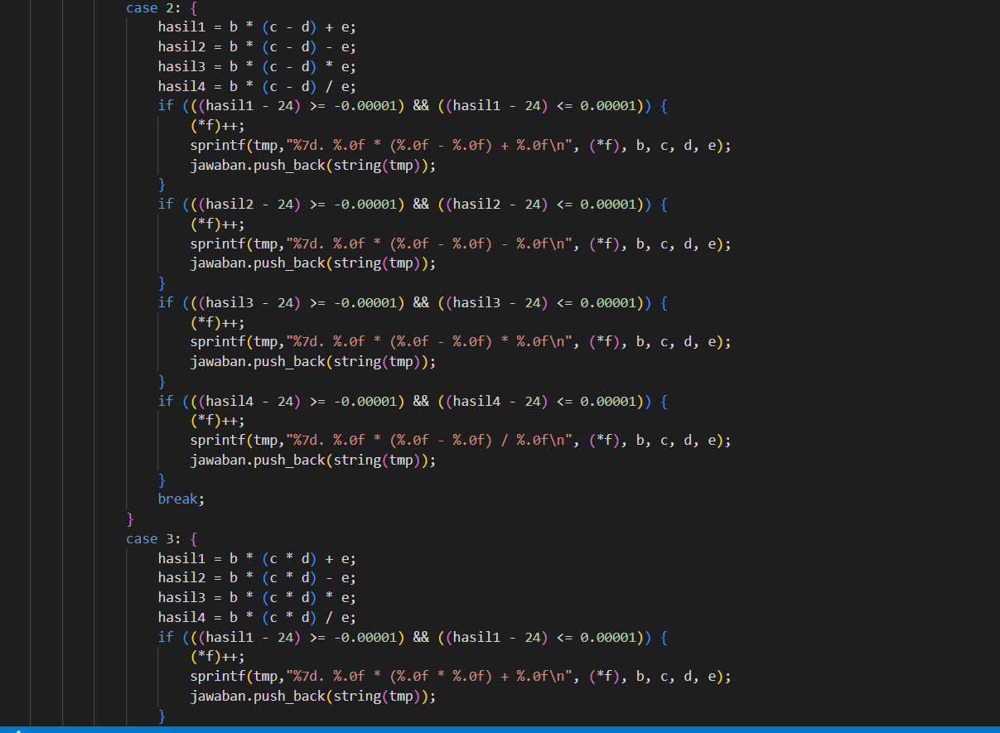 case 2: {
hasil1 = b * (c - d) + e;
hasil2 = b * (c - d) - e;
hasil3 = b * (c - d) * e;
hasil4 = b * (c - d) / e;
if (((hasil1 - 24) >= -0.00001) && ((hasil1 - 24) <= 0.00001)) {
(*f)++;
sprintf(tmp,"%7d. %.0f * (%.0f - %.0f) + %.0f\n", (*f), b, c, d, e);
jawaban.push_back(string(tmp));
}
if (((hasil2 - 24) >= -0.00001) && ((hasil2 - 24) <= 0.00001)) {
(*f)++;
sprintf(tmp,"%7d. %.0f * (%.0f - %.0f) - %.0f\n", (*f), b, c, d, e);
jawaban.push_back(string(tmp));
}
if (((hasil3 - 24) >= -0.00001) && ((hasil3 - 24) <= 0.00001)) {
(*f)++;
sprintf(tmp,"%7d. %.0f * (%.0f - %.0f) * %.0f\n", (*f), b, c, d, e);
jawaban.push_back(string(tmp));
}
if (((hasil4 - 24) >= -0.00001) && ((hasil4 - 24) <= 0.00001)) {
(*f)++;
sprintf(tmp,"%7d. %.0f * (%.0f - %.0f) / %.0f\n", (*f), b, c, d, e);
jawaban.push_back(string(tmp));
}
break;
}
case 3: {
hasil1 = b * (c * d) + e;
hasil2 = b * (c * d) - e;
hasil3 = b * (c * d) * e;
hasil4 = b * (c * d) / e;
if (((hasil1 - 24) >= -0.00001) && ((hasil1 - 24) <= 0.00001)) {
(*f)++;
sprintf(tmp,"%7d. %.0f * (%.0f * %.0f) + %.0f\n", (*f), b, c, d, e);
jawaban.push_back(string(tmp));
}